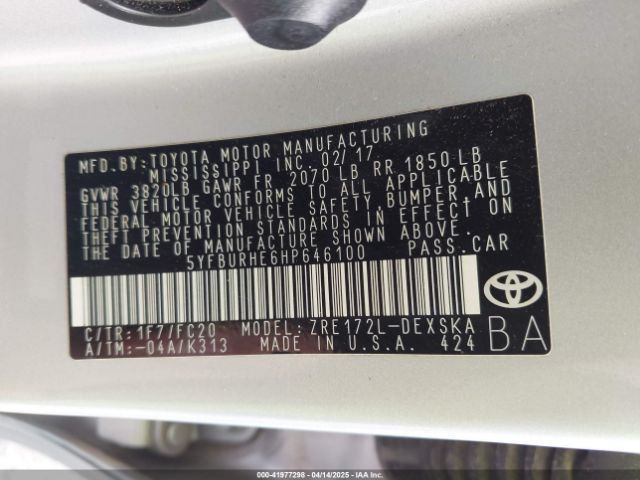 MFD.BY: TOYOTA MOTOR MANUFACTURING
MISSISSIPPI INC. 02/17
GVWR 3820LB GAWR FR 2070 LB RR 1850 LB
THIS VEHICLE CONFORMS TO ALL APPLICABLE
FEDERAL MOTOR VEHICLE SAFETY, BUMPER AND
THEFT PREVENTION STANDARDS IN EFFECT ON
THE DATE OF MANUFACTURE SHOWN ABOVE.
5YFBURHE6HP646100 PASS.CAR
C/TR:1F7/FC20 MODEL: ZRE172L-DEXSKA
A/TM:-04A/K313 MADE IN U.S.A. 424
BA
000-41977298 04/14/2025 IAAI.COM